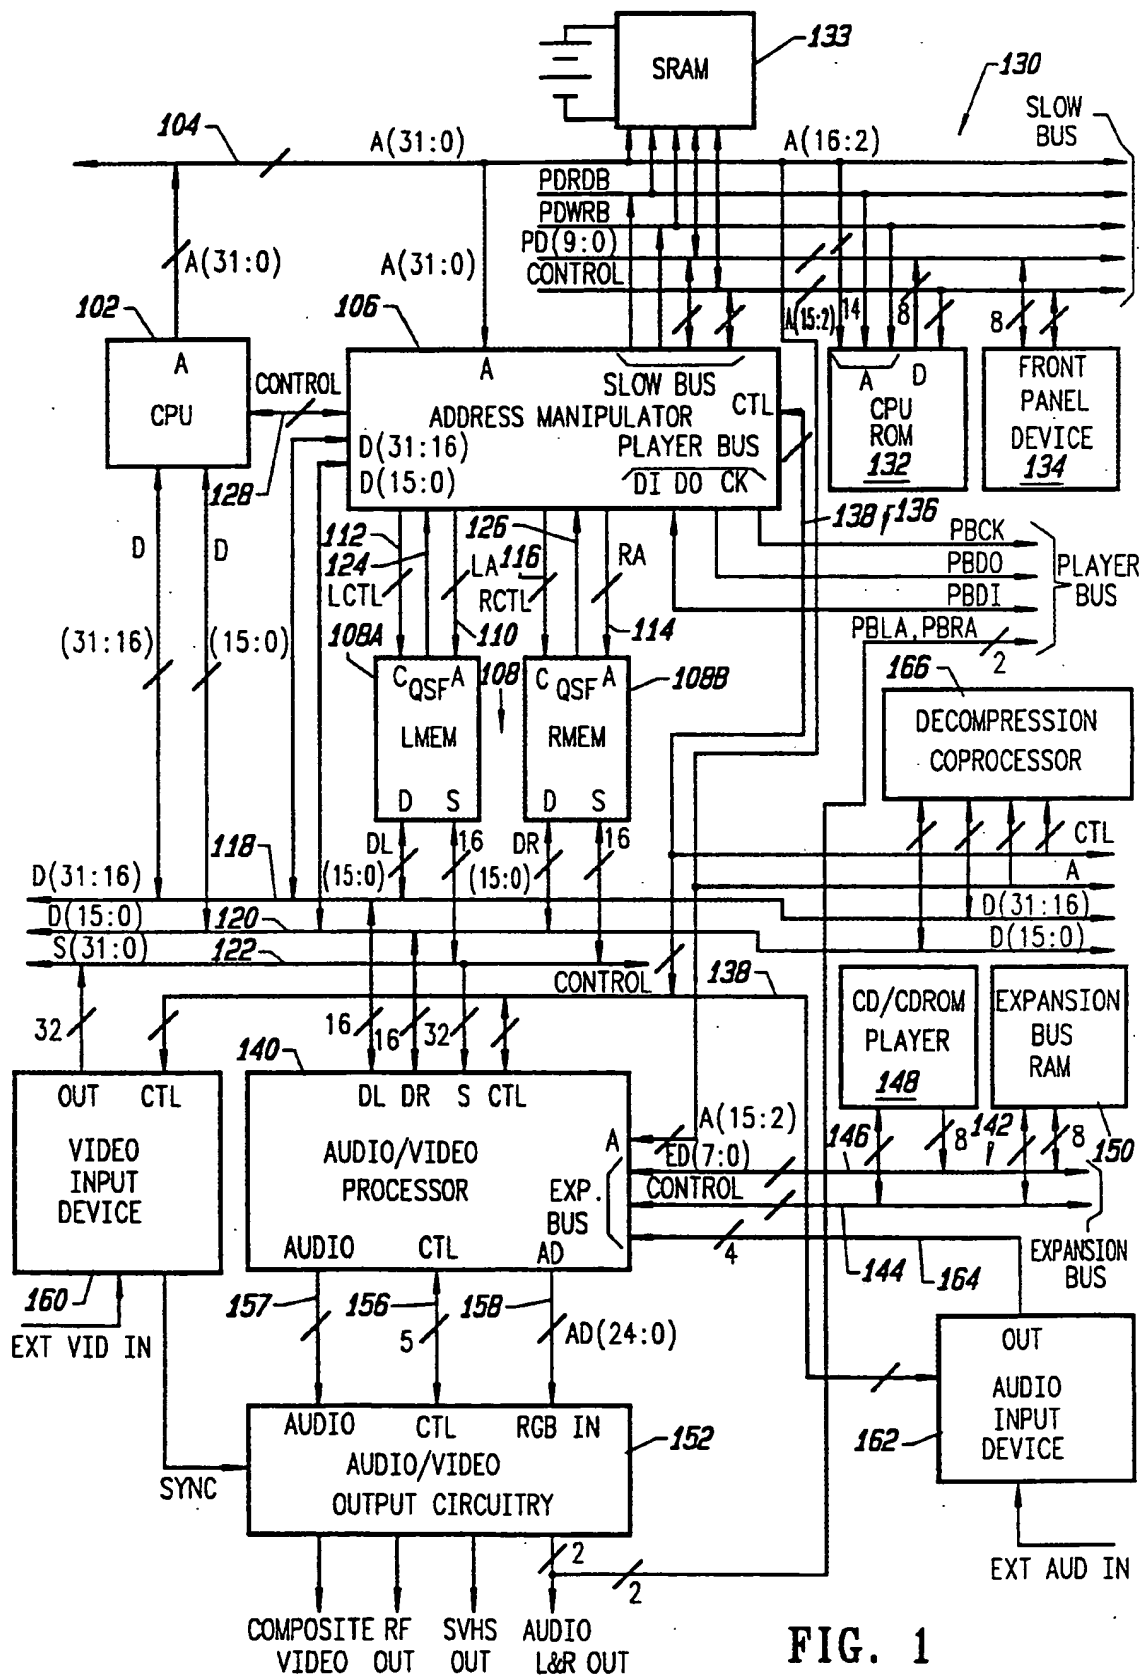 SRAM
133
130
SLOW
BUS
104
A(31:0)
A(16:2)
PDRDB
PDWRB
PD(9:0)
CONTROL
A(31:0)
A(31:0)
102
106
A(15:2)
14
8
8
A
CPU
CONTROL
128
A
SLOW BUS
ADDRESS MANIPULATOR
CTL
D(31:16)
PLAYER BUS
D(15:0)
DI DO CK
A D
CPU
ROM
132
FRONT
PANEL
DEVICE
134
D
D
112
124
LCTL
LA
110
126
116
RCTL
RA
114
138
136
PBCK
PBDO
PBDI
PBLA, PBRA
2
PLAYER
BUS
(31:16)
(15:0)
108A
108
108B
C QSF A
LMEM
D S
C QSF A
RMEM
D S
166
DECOMPRESSION
COPROCESSOR
DL
16
DR
16
(15:0)
(15:0)
CTL
A
D(31:16)
D(15:0)
D(31:16)
118
D(15:0)
120
S(31:0)
122
CONTROL
138
32
16
16
32
140
CD/CDROM
PLAYER
148
EXPANSION
BUS
RAM
150
OUT CTL
VIDEO
INPUT
DEVICE
160
EXT VID IN
DL DR S CTL
AUDIO/VIDEO
PROCESSOR
A
EXP.
BUS
AUDIO CTL AD
A(15:2)
ED(7:0)
CONTROL
4
146
8
142
8
144
164
EXPANSION
BUS
157
156
5
158
AD(24:0)
OUT
AUDIO
INPUT
DEVICE
162
EXT AUD IN
SYNC
AUDIO CTL RGB IN
AUDIO/VIDEO
OUTPUT CIRCUITRY
152
2
2
COMPOSITE
VIDEO
RF
OUT
SVHS
OUT
AUDIO
L&R OUT
FIG. 1